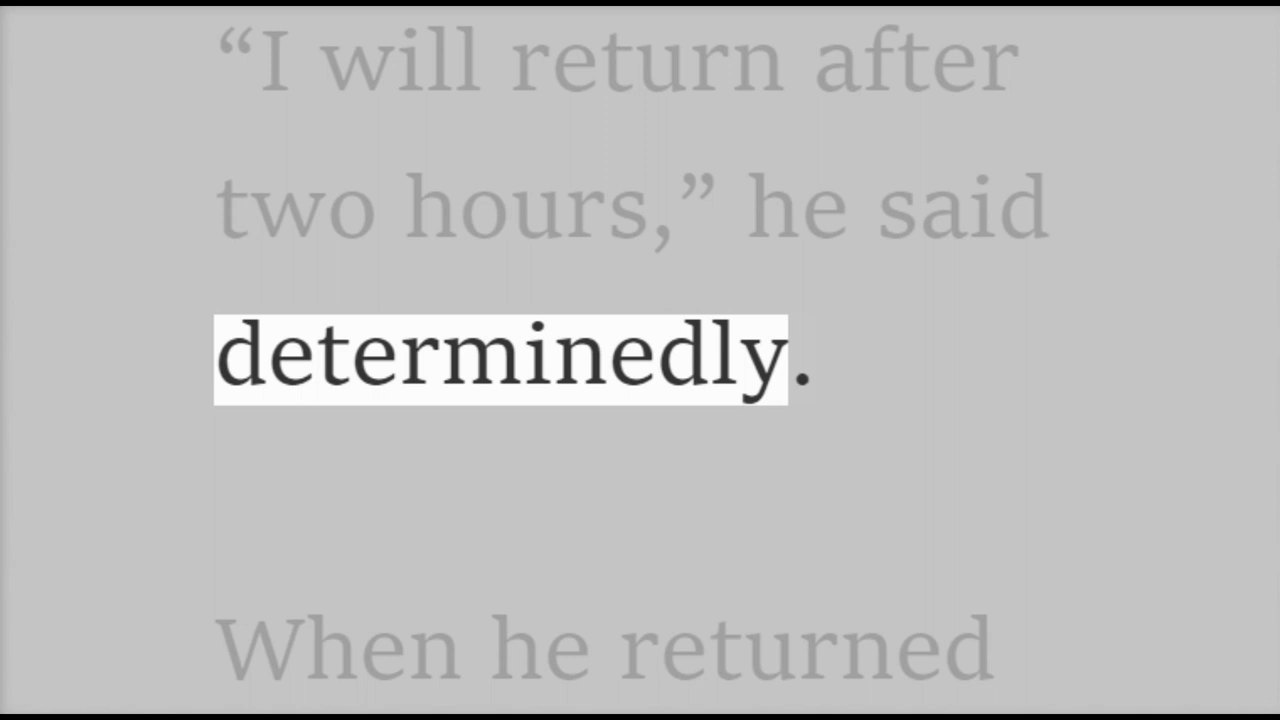 “I will return after
two hours,” he said
determinedly.
When he returned